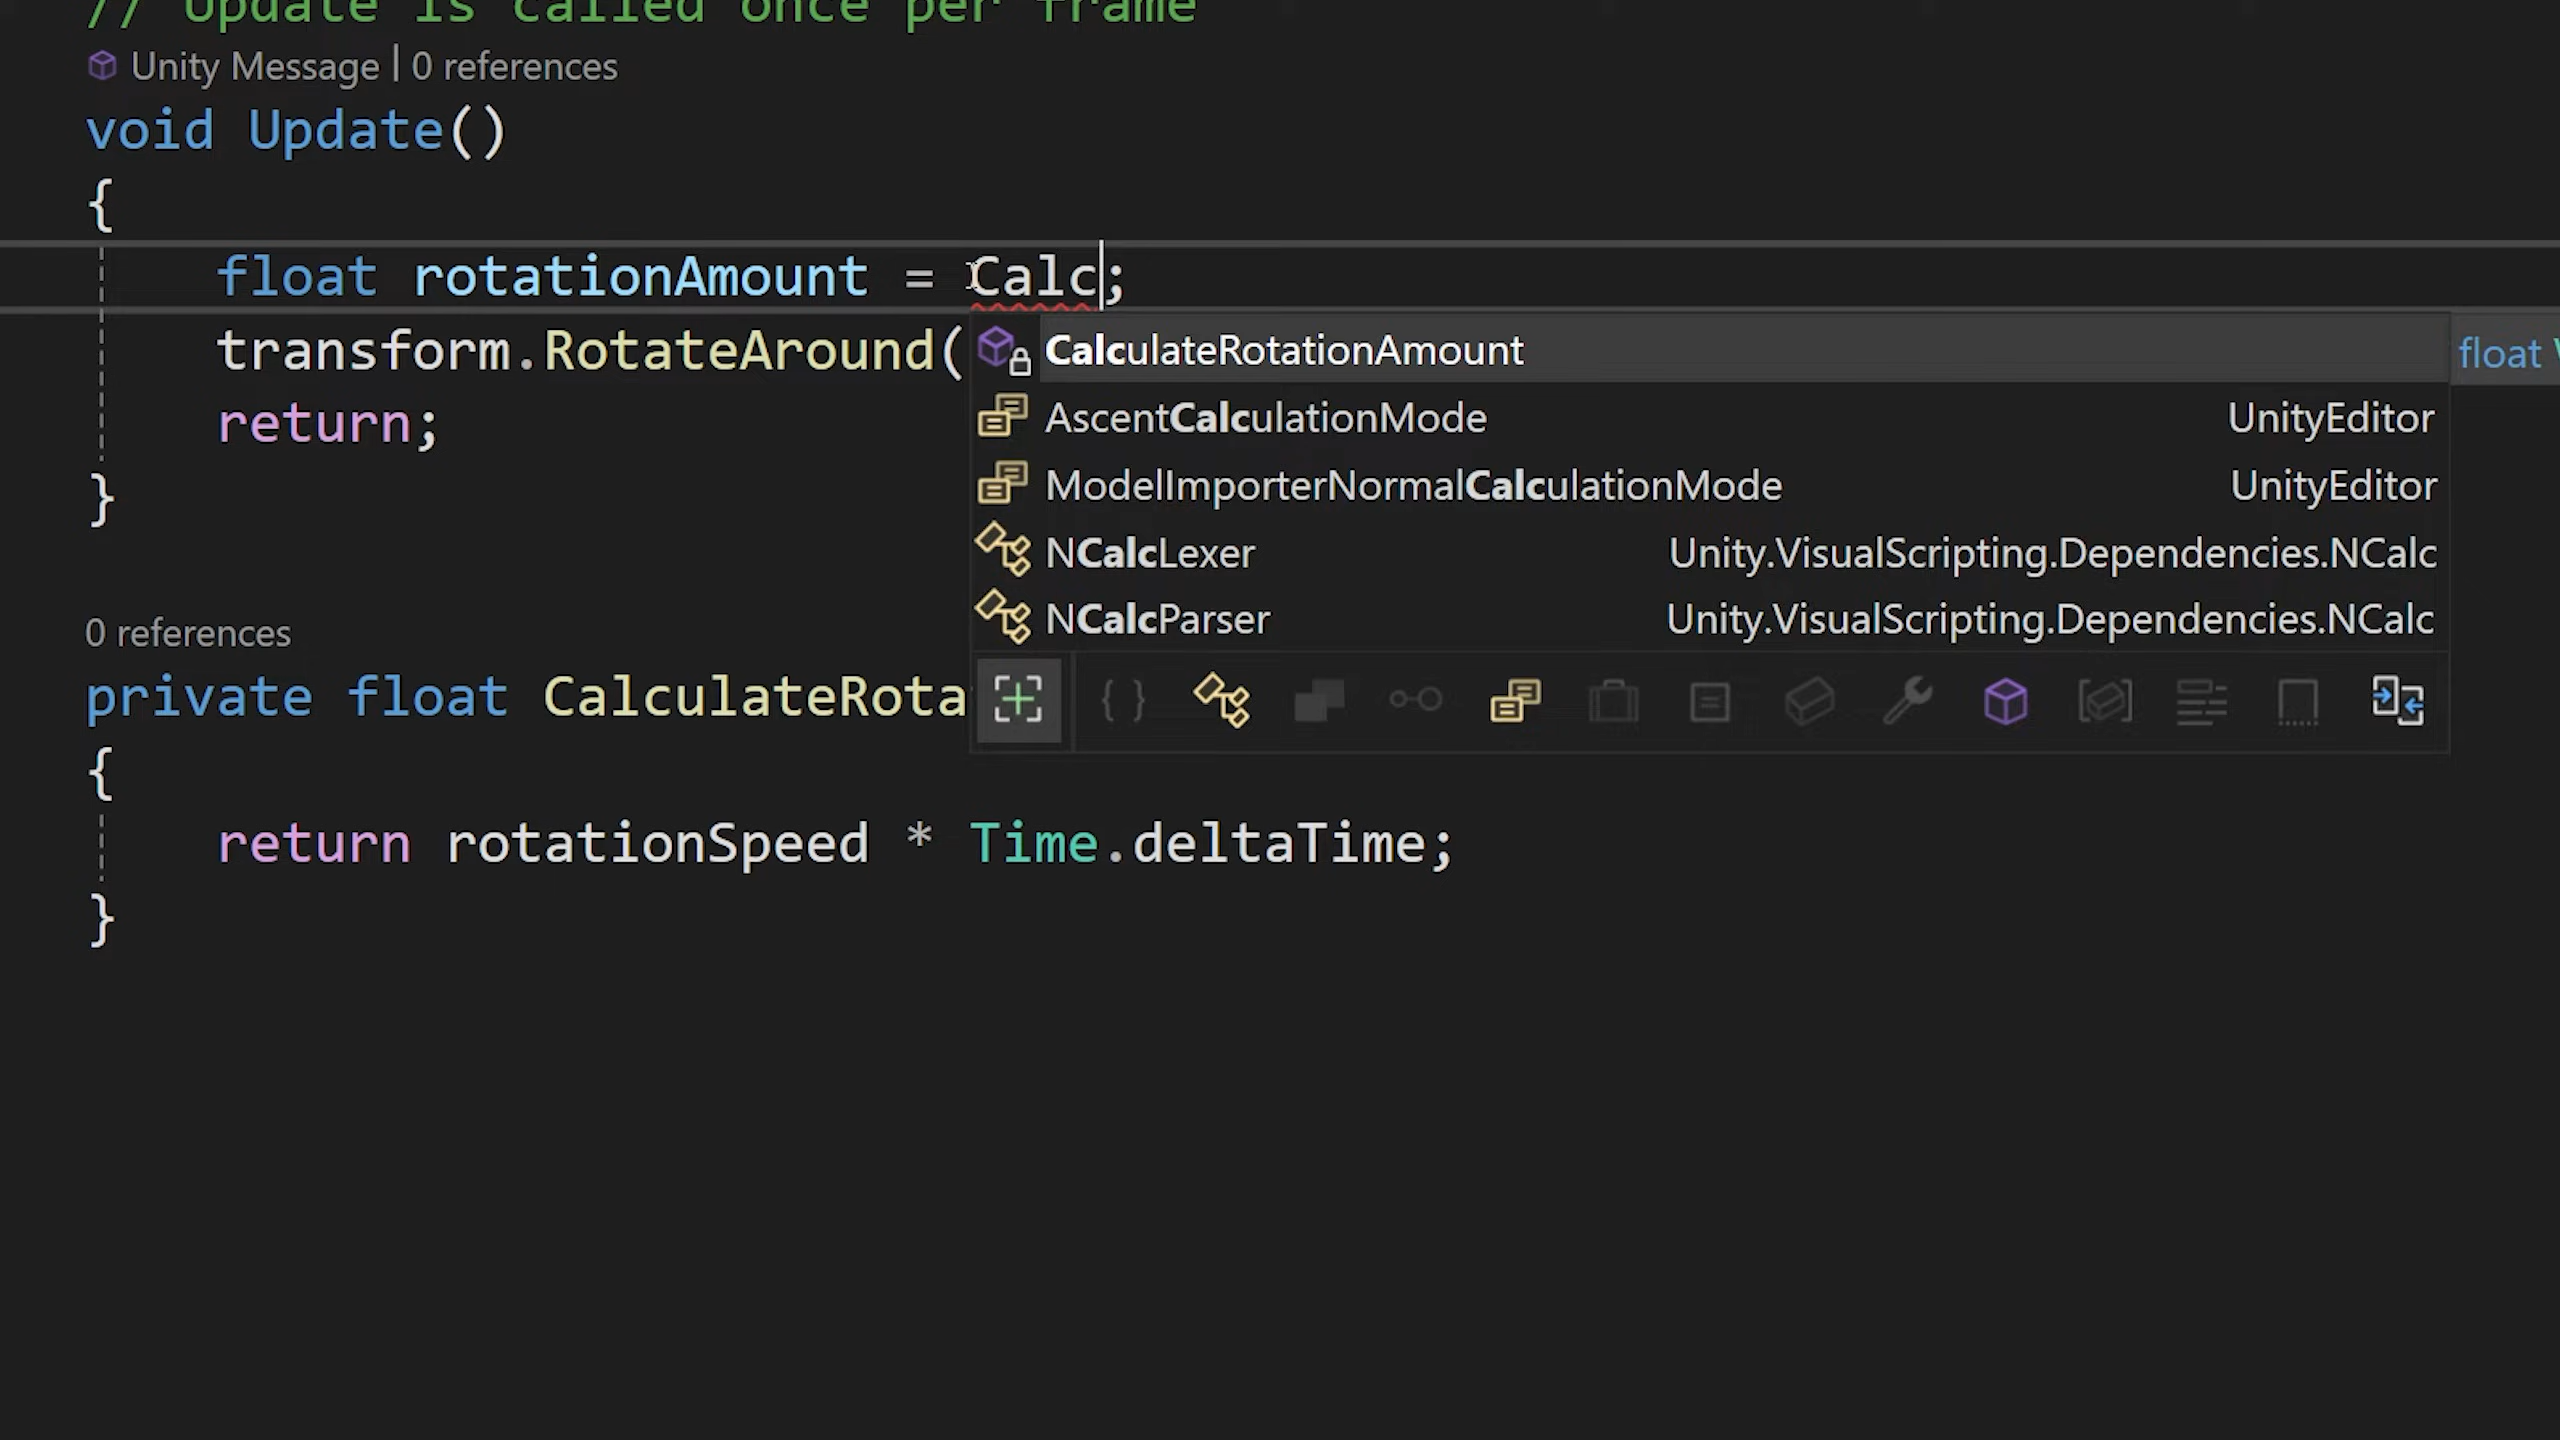 // Update is called once per frame
Unity Message | 0 references
void Update()
{
float rotationAmount = Calc;
CalculateRotationAmount
float
transform.RotateAround(
AscentCalculationMode UnityEditor
return;
ModelImporterNormalCalculationMode UnityEditor
}
NCalcLexer Unity.VisualScripting.Dependencies.NCalc
NCalcParser Unity.VisualScripting.Dependencies.NCalc
0 references
private float CalculateRota
{
return rotationSpeed * Time.deltaTime;
}